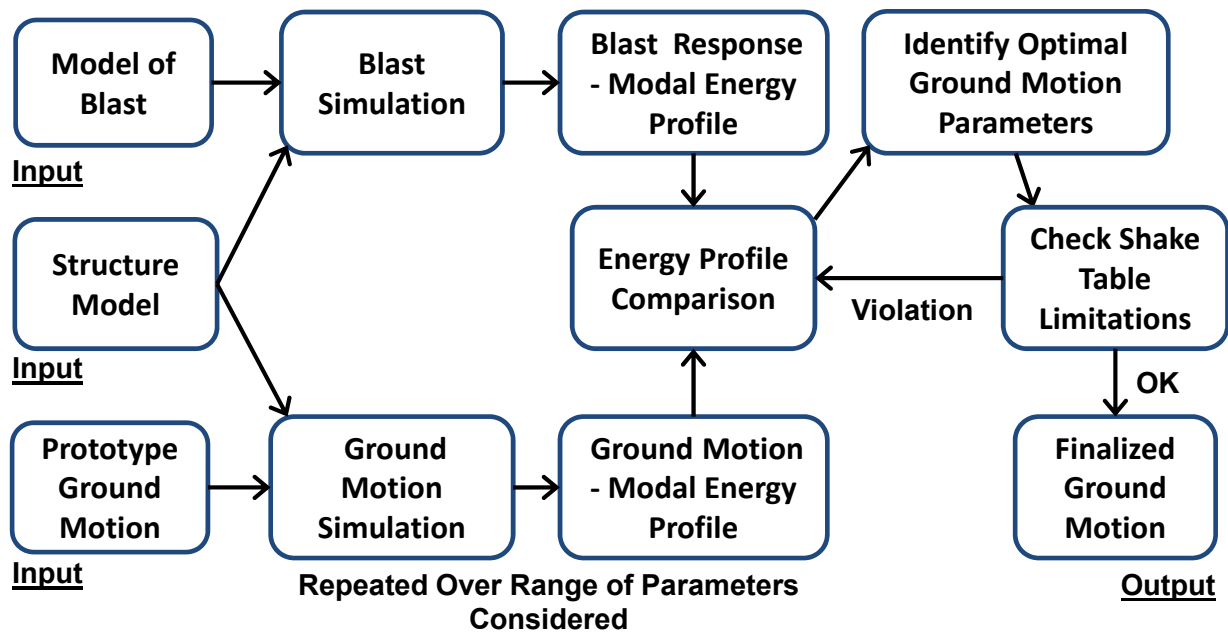 Model of
Blast
Input
Blast
Simulation
Blast Response
- Modal Energy
Profile
Identify Optimal
Ground Motion
Parameters
Structure
Model
Input
Energy Profile
Comparison
Violation
Check Shake
Table
Limitations
OK
Prototype
Ground
Motion
Input
Ground
Motion
Simulation
Ground Motion
- Modal Energy
Profile
Repeated Over Range of Parameters
Considered
Finalized
Ground
Motion
Output